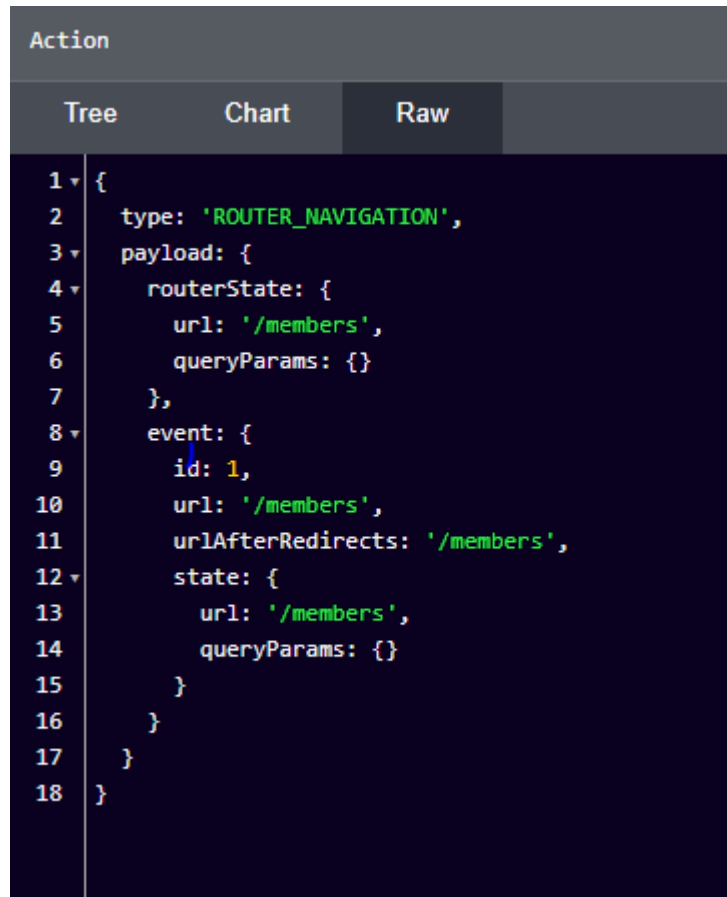 Action
Tree Chart Raw
1 {
2 type: 'ROUTER_NAVIGATION',
3 payload: {
4 routerState: {
5 url: '/members',
6 queryParams: {}
7 },
8 event: {
9 id: 1,
10 url: '/members',
11 urlAfterRedirects: '/members',
12 state: {
13 url: '/members',
14 queryParams: {}
15 }
16 }
17 }
18 }